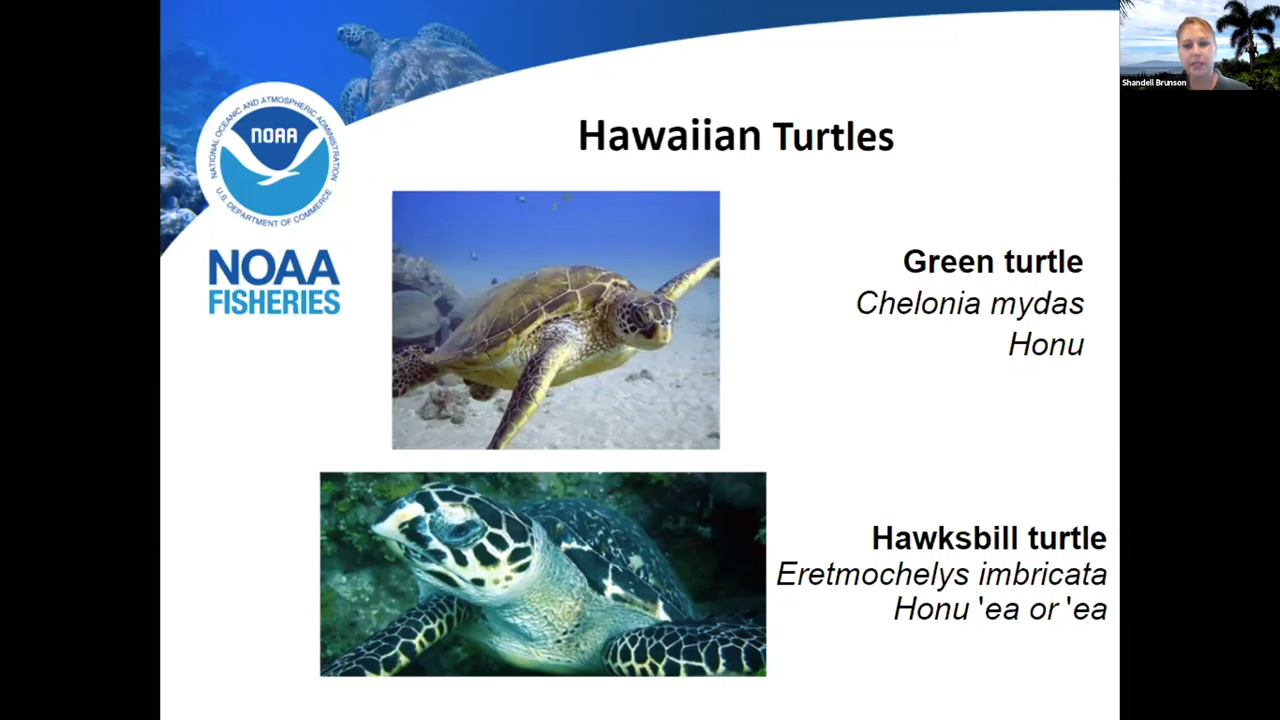 Shandell Brunson
NATIONAL OCEANIC AND ATMOSPHERIC ADMINISTRATION
NOAA
U.S. DEPARTMENT OF COMMERCE
NOAA
FISHERIES
Hawaiian Turtles
Green turtle
Chelonia mydas
Honu
Hawksbill turtle
Eretmochelys imbricata
Honu 'ea or 'ea